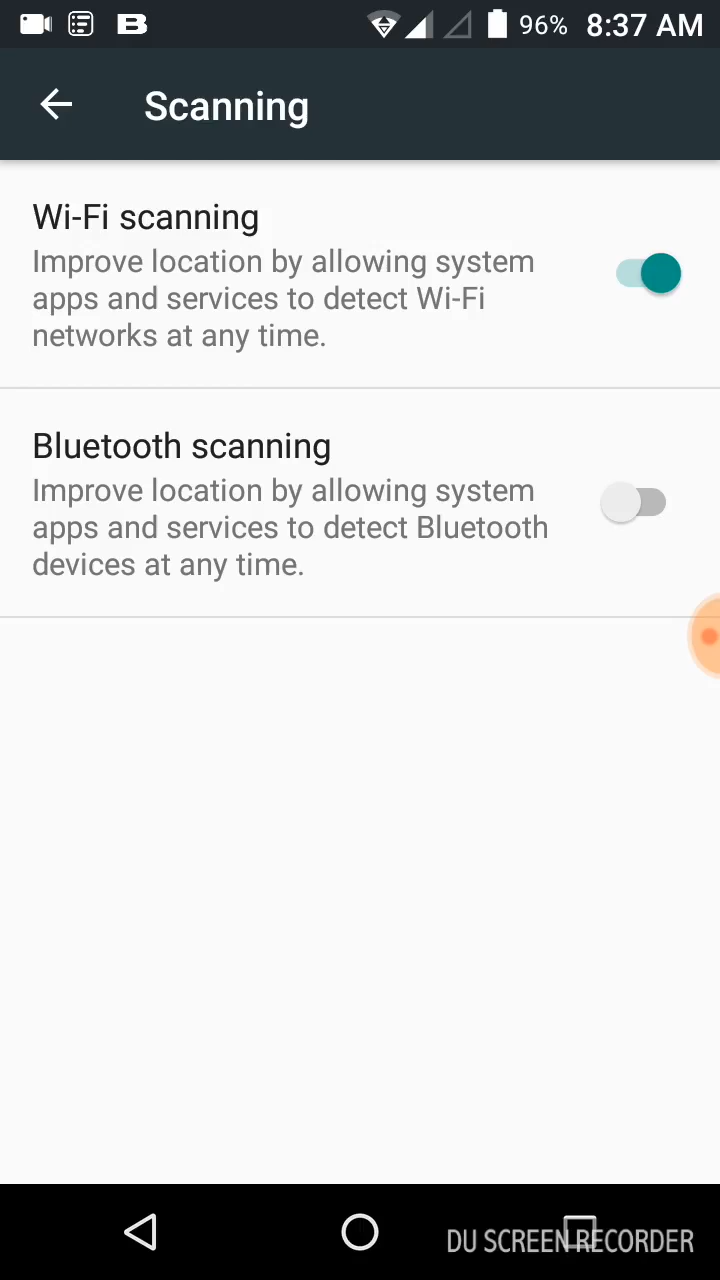 B 96% 8:37 AM
Scanning
Wi-Fi scanning
Improve location by allowing system
apps and services to detect Wi-Fi
networks at any time.
Bluetooth scanning
Improve location by allowing system
apps and services to detect Bluetooth
devices at any time.
DU SCREEN RECORDER